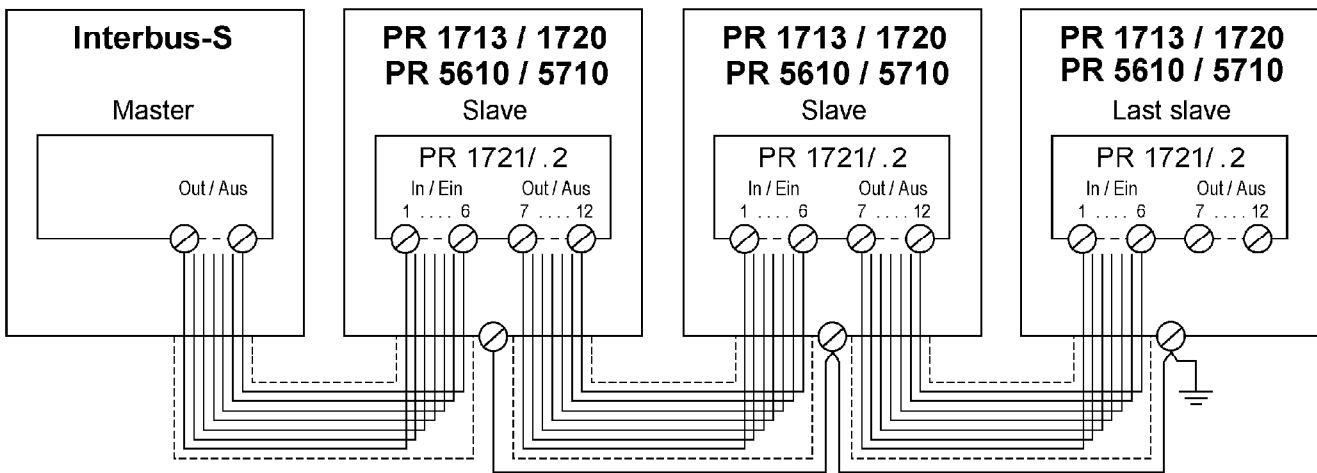 Interbus-S
Master
Out / Aus
PR 1713 / 1720
PR 5610 / 5710
Slave
PR 1721/ .2
In / Ein
Out / Aus
1 .... 6
7 .... 12
PR 1713 / 1720
PR 5610 / 5710
Slave
PR 1721/ .2
In / Ein
Out / Aus
1 .... 6
7 .... 12
PR 1713 / 1720
PR 5610 / 5710
Last slave
PR 1721/ .2
In / Ein
Out / Aus
1 .... 6
7 .... 12